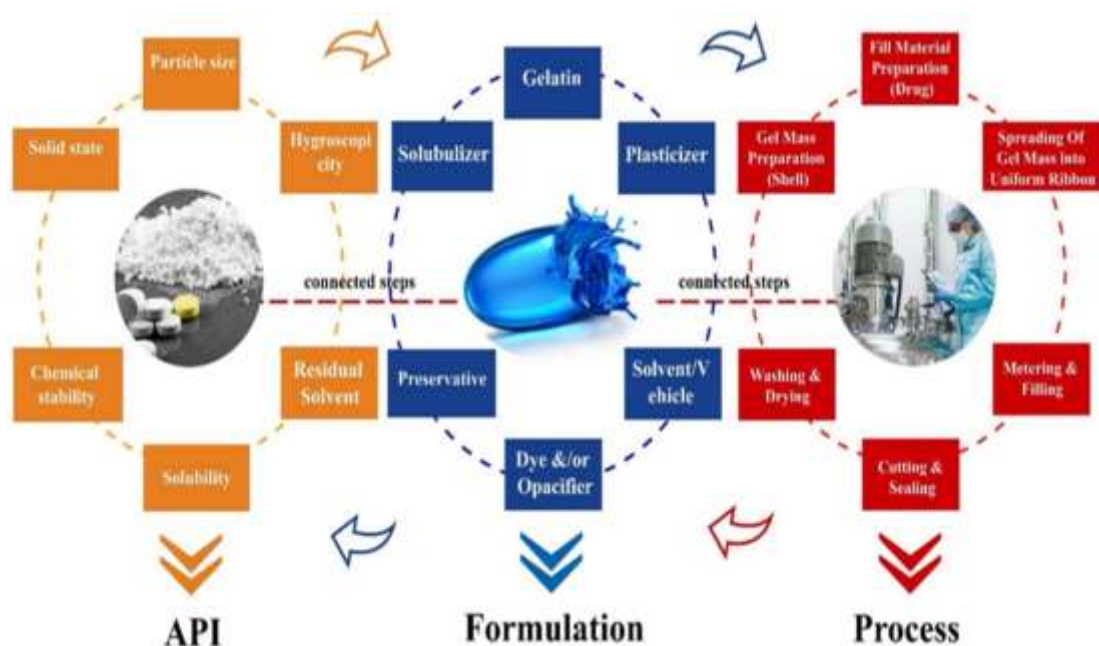 Particle size
Solid state
Hygroscopi
city
Chemical
stability
Residual
Solvent
Solubility
API
Gelatin
Solubulizer
Plasticizer
connected steps
Preservative
Solvent/V
ehicle
Dye &/or
Opacifier
Formulation
Fill Material
Preparation
(Drug)
Gel Mass
Preparation
(Shell)
Spreading Of
Gel Mass into
Uniform Ribbon
connected steps
Washing &
Drying
Metering &
Filling
Cutting &
Sealing
Process